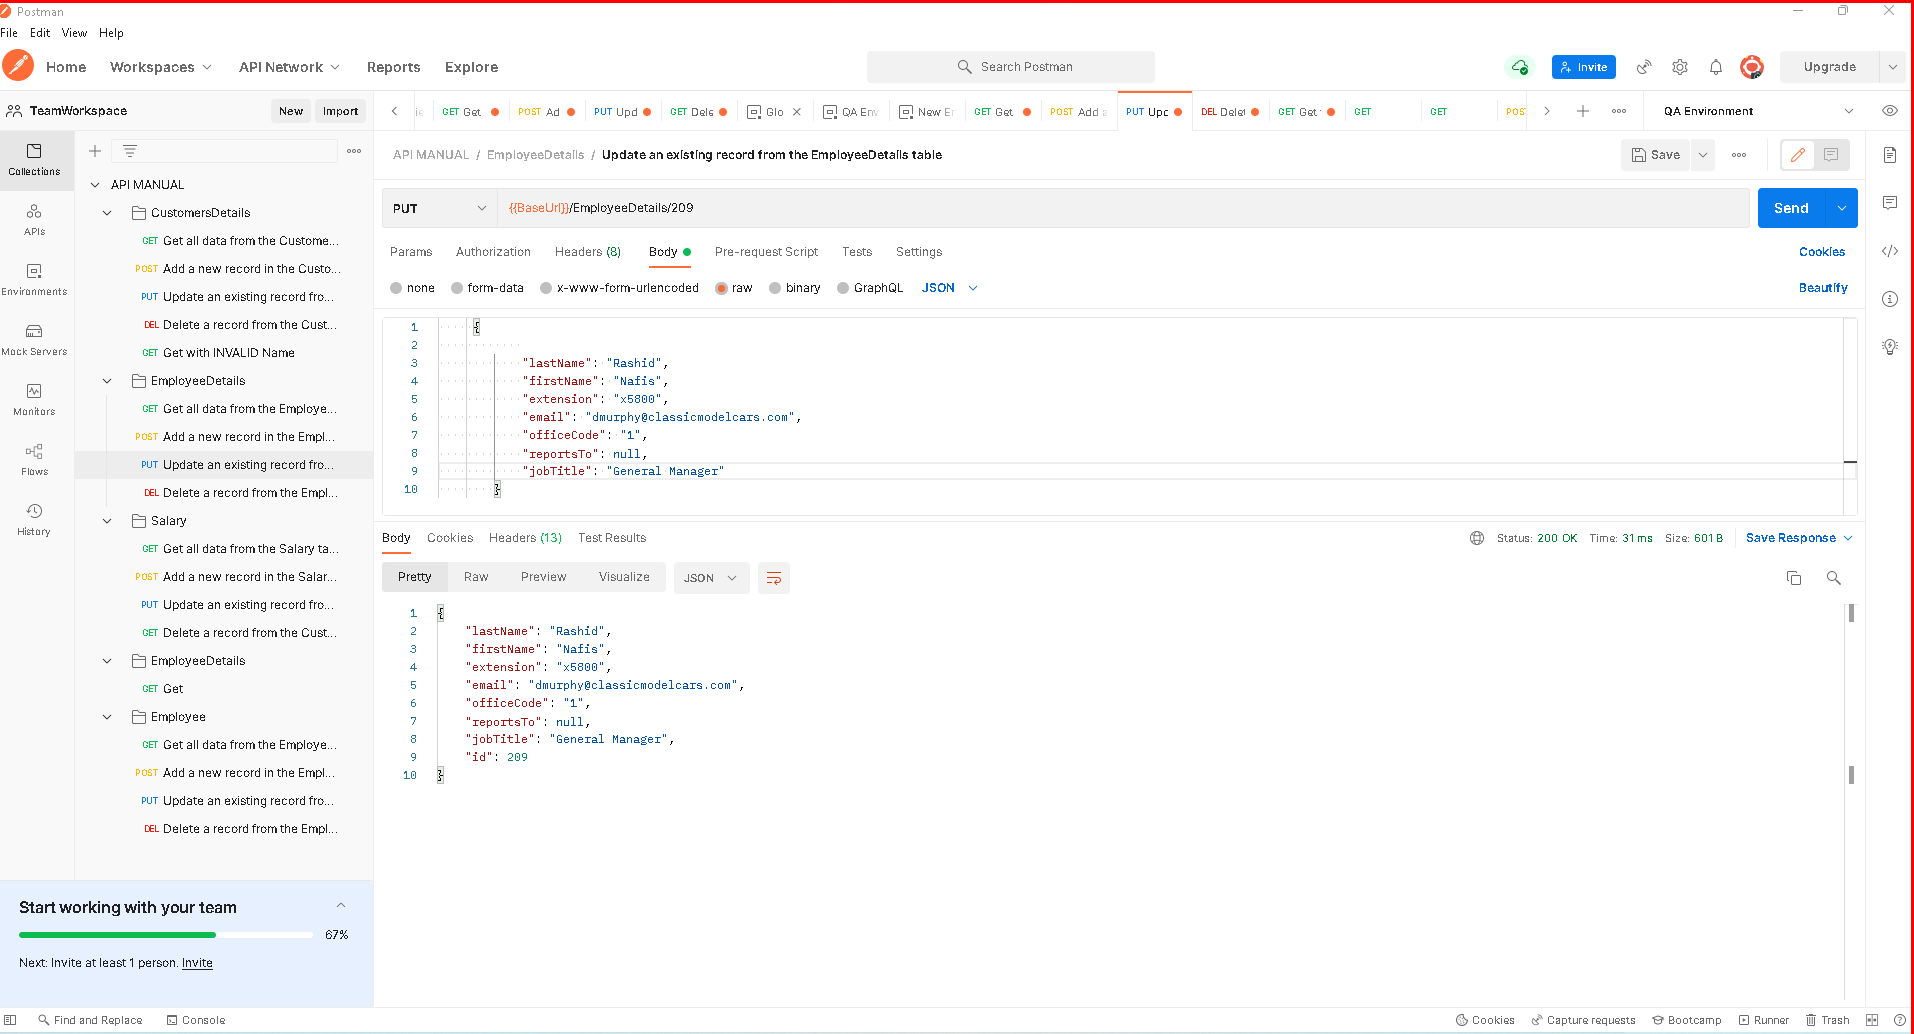 Postman
File Edit View Help
Home Workspaces API Network Reports Explore
Search Postman
Invite
Upgrade
TeamWorkspace
New Import
GET Get
POST Ad
PUT Upd
GET Dele
Glo
QA Env
New E
GET Get
POST Add
PUT Upc
DEL Delet
GET Get
GET
GET
POS
QA Environment
Collections
APIs
Environments
Mock Servers
Monitors
Flows
History
API MANUAL
CustomersDetails
GET Get all data from the Custome...
POST Add a new record in the Custo...
PUT Update an existing record fro...
DEL Delete a record from the Cust...
GET Get with INVALID Name
EmployeeDetails
GET Get all data from the Employe...
POST Add a new record in the Empl...
PUT Update an existing record fro...
DEL Delete a record from the Empl...
Salary
GET Get all data from the Salary ta...
POST Add a new record in the Salar...
PUT Update an existing record fro...
GET Delete a record from the Cust...
EmployeeDetails
GET Get
Employee
GET Get all data from the Employe...
POST Add a new record in the Empl...
PUT Update an existing record fro...
DEL Delete a record from the Empl...
Start working with your team
67%
Next: Invite at least 1 person. Invite
API MANUAL / EmployeeDetails / Update an existing record from the EmployeeDetails table
Save
PUT {{BaseUrl}}/EmployeeDetails/209
Send
Params Authorization Headers (8) Body Pre-request Script Tests Settings
Cookies
none form-data x-www-form-urlencoded raw binary GraphQL JSON
Beautify
1 {
2
3 "lastName": "Rashid",
4 "firstName": "Nafis",
5 "extension": "x5800",
6 "email": "dmurphy@classicmodelcars.com",
7 "officeCode": "1",
8 "reportsTo": null,
9 "jobTitle": "General Manager"
10 }
Body Cookies Headers (13) Test Results
Status: 200 OK Time: 31 ms Size: 601 B Save Response
Pretty Raw Preview Visualize JSON
1 {
2 "lastName": "Rashid",
3 "firstName": "Nafis",
4 "extension": "x5800",
5 "email": "dmurphy@classicmodelcars.com",
6 "officeCode": "1",
7 "reportsTo": null,
8 "jobTitle": "General Manager",
9 "id": 209
10 }
Find and Replace Console
Cookies Capture requests Bootcamp Runner Trash